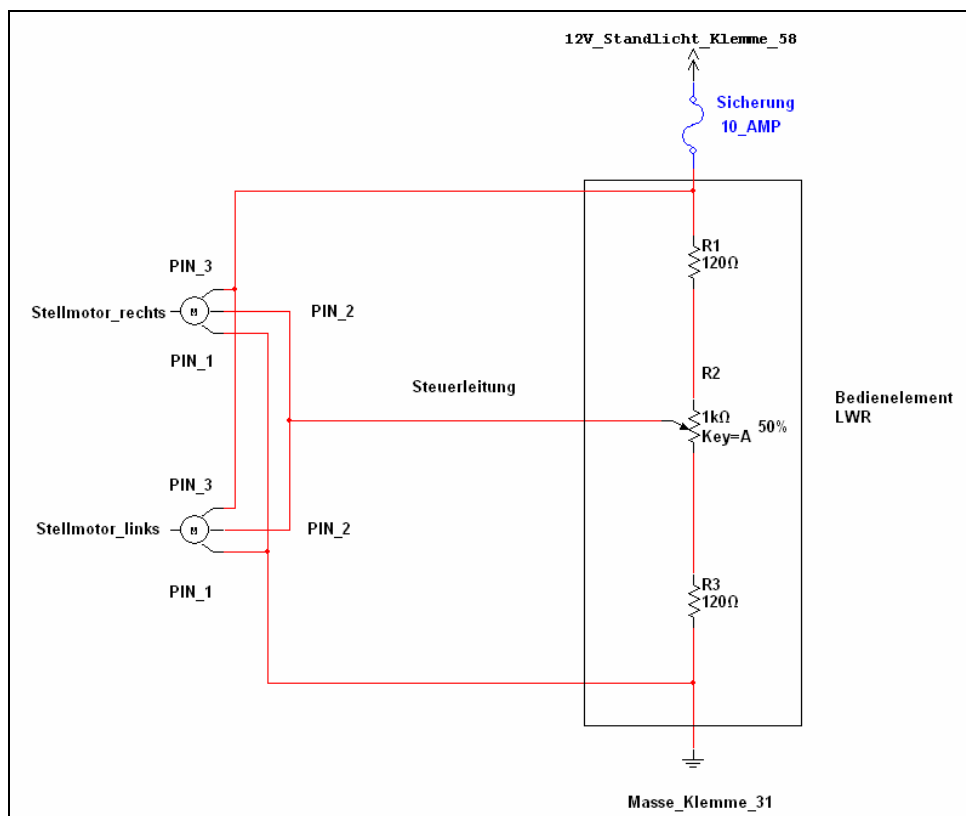 12V_Standlicht_Klemme_58
Sicherung
10_AMP
R1
120Ω
PIN_3
Stellmotor_rechts
M
PIN_2
PIN_1
Steuerleitung
R2
1kΩ
Key=A
50%
Bedienelement
LWR
PIN_3
Stellmotor_links
M
PIN_2
PIN_1
R3
120Ω
Masse_Klemme_31